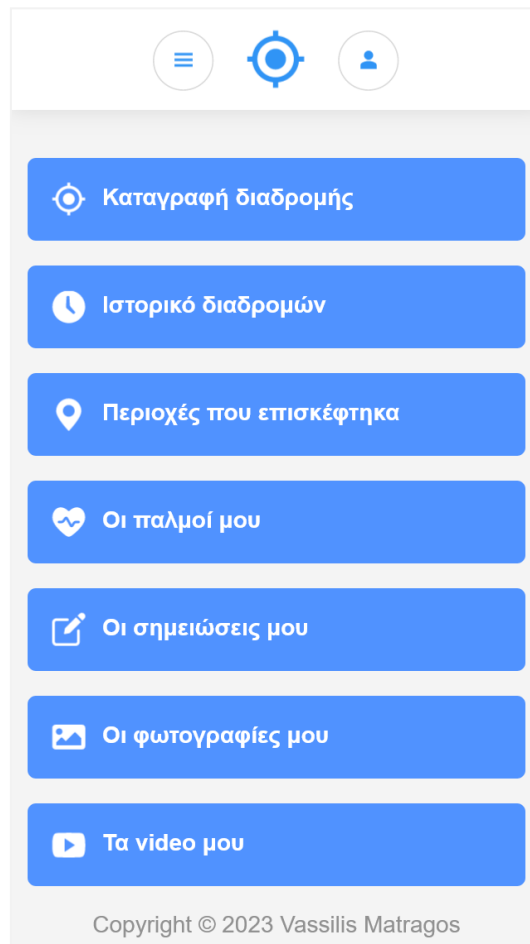 Καταγραφή διαδρομής
Ιστορικό διαδρομών
Περιοχές που επισκέφτηκα
Οι παλμοί μου
Οι σημειώσεις μου
Οι φωτογραφίες μου
Τα video μου
Copyright © 2023 Vassilis Matragos